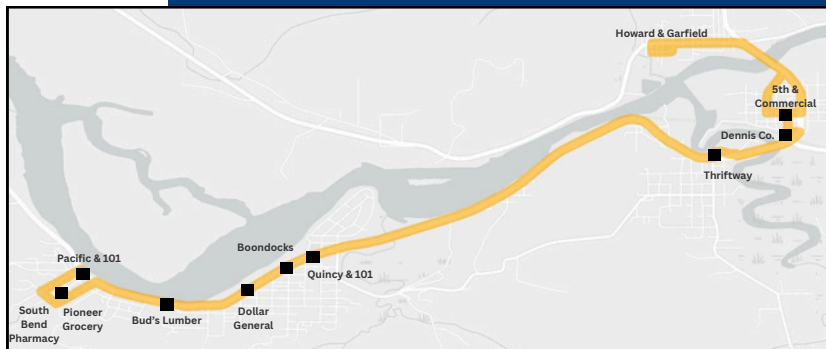 Howard & Garfield
5th &
Commercial
Dennis Co.
Thriftway
Boondocks
Quincy & 101
Pacific & 101
South
Bend
Pharmacy
Pioneer
Grocery
Bud's Lumber
Dollar
General